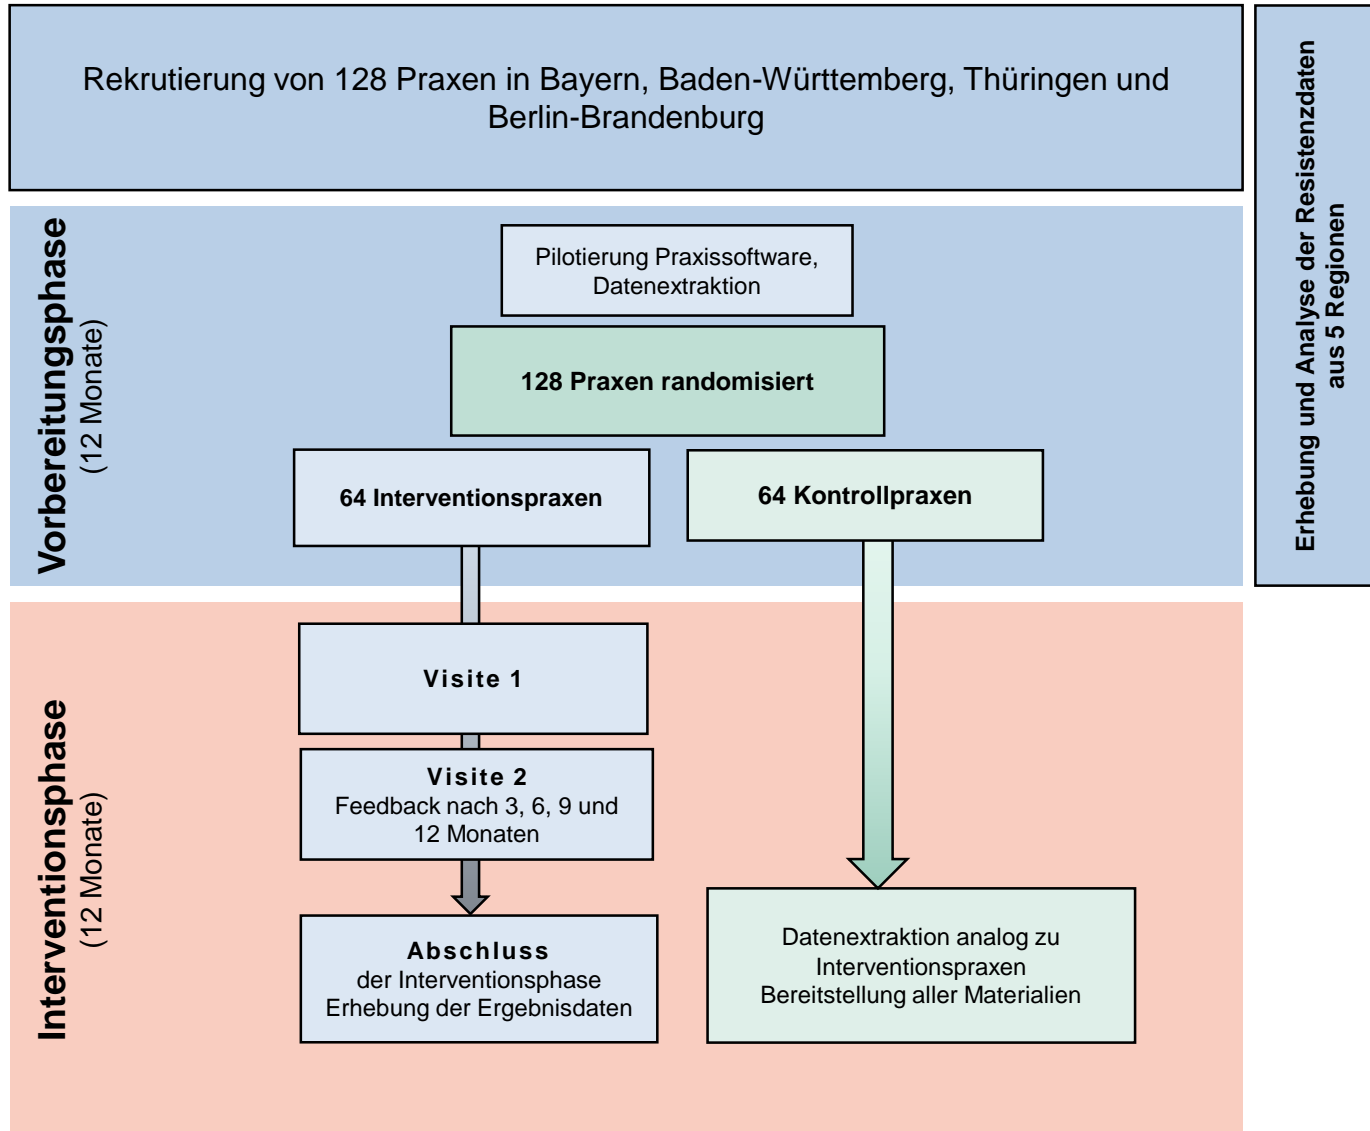 Rekrutierung von 128 Praxen in Bayern, Baden-Württemberg, Thüringen und
Berlin-Brandenburg
Erhebung und Analyse der Resistenzdaten
aus 5 Regionen
Vorbereitungsphase
(12 Monate)
Pilotierung Praxissoftware,
Datenextraktion
128 Praxen randomisiert
64 Interventionspraxen
64 Kontrollpraxen
Interventionsphase
(12 Monate)
Visite 1
Visite 2
Feedback nach 3, 6, 9 und
12 Monaten
Abschluss
der Interventionsphase
Erhebung der Ergebnisdaten
Datenextraktion analog zu
Interventionspraxen
Bereitstellung aller Materialien